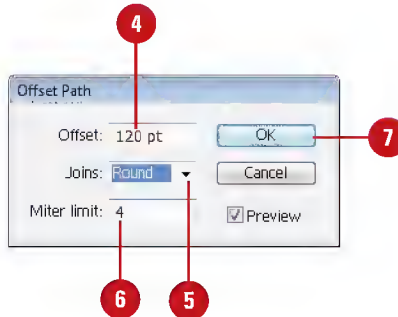 4
Offset Path
Offset: 120 pt
OK
7
Joins: Round
Cancel
Miter limit: 4
Preview
6
5